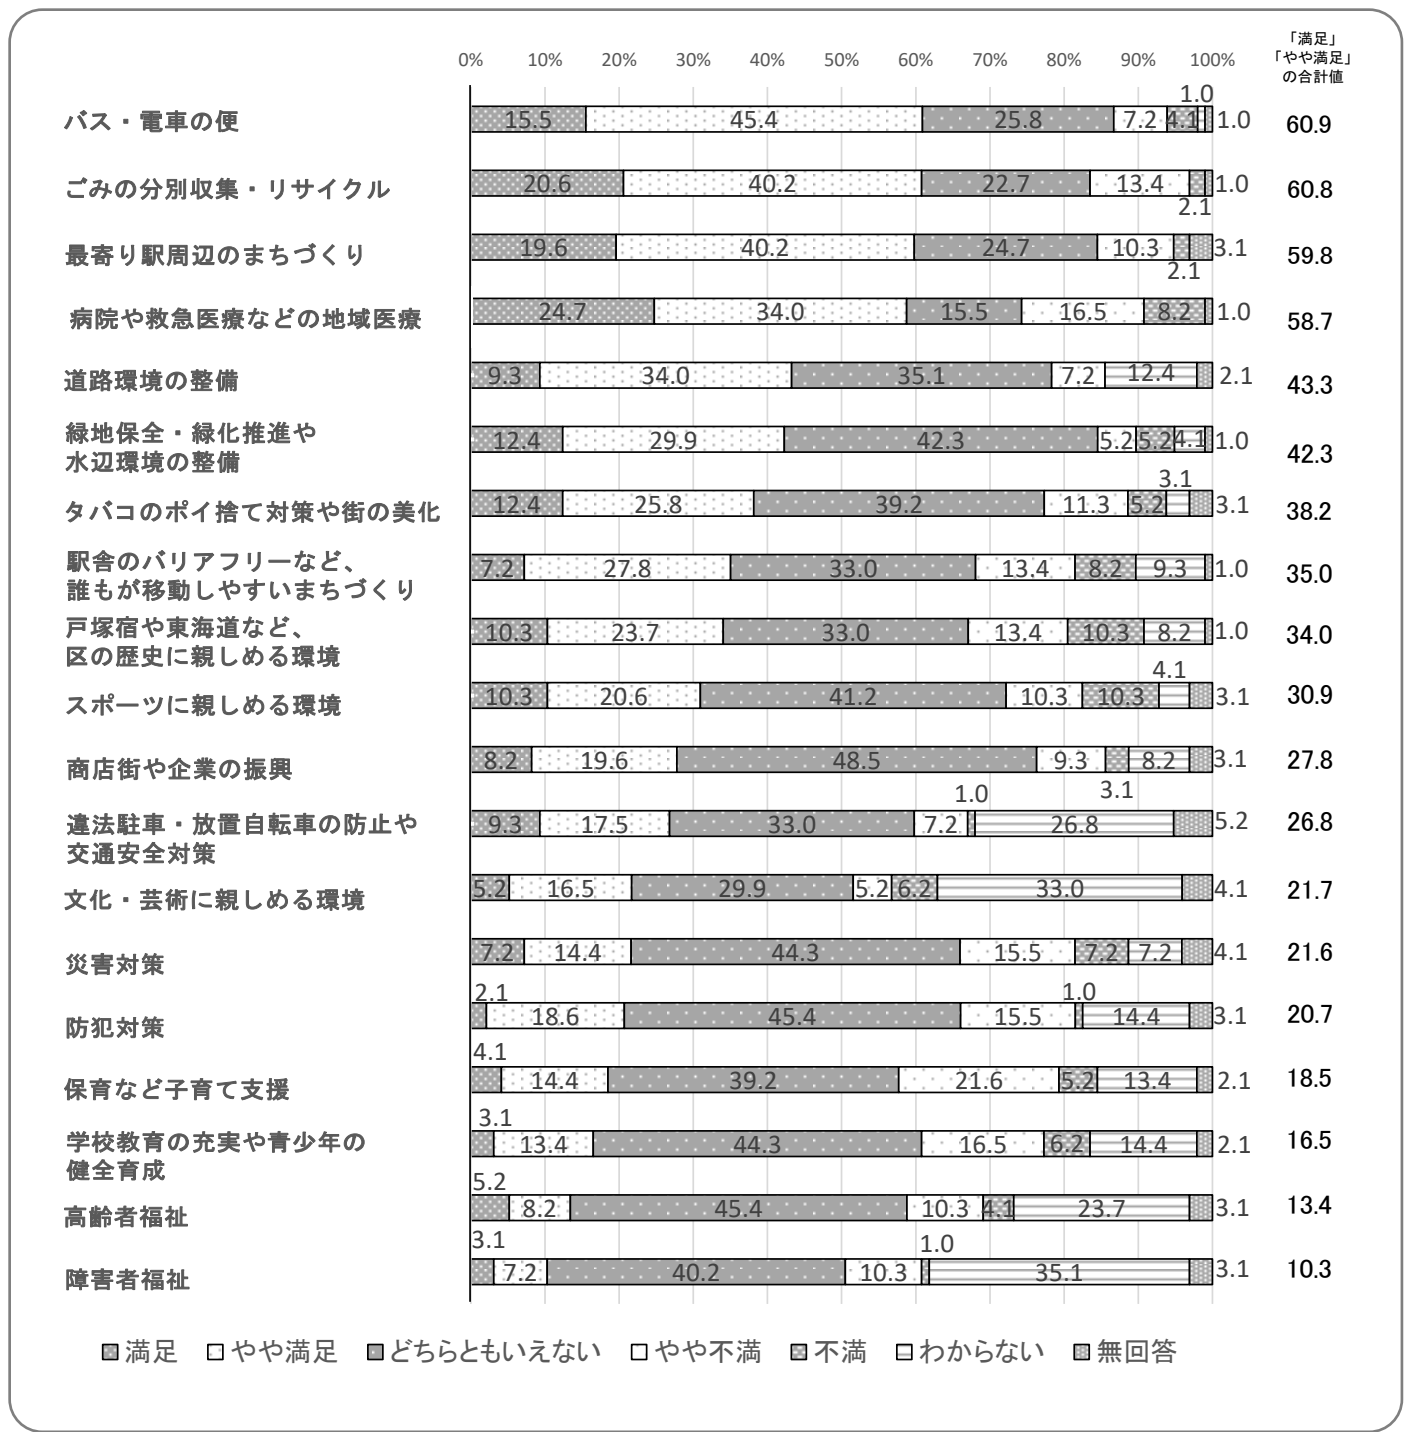 「満足」
「やや満足」
の合計値
0% 10% 20% 30% 40% 50% 60% 70% 80% 90% 100%
1.0
バス・電車の便 15.5 45.4 25.8 7.2 4.1 1.0 60.9
ごみの分別収集・リサイクル 20.6 40.2 22.7 13.4 1.0 60.8
2.1
最寄り駅周辺のまちづくり 19.6 40.2 24.7 10.3 3.1 59.8
2.1
病院や救急医療などの地域医療 24.7 34.0 15.5 16.5 8.2 1.0 58.7
道路環境の整備 9.3 34.0 35.1 7.2 12.4 2.1 43.3
緑地保全・緑化推進や
水辺環境の整備 12.4 29.9 42.3 5.2 5.2 4.1 1.0 42.3
3.1
タバコのポイ捨て対策や街の美化 12.4 25.8 39.2 11.3 5.2 3.1 38.2
駅舎のバリアフリーなど、
誰もが移動しやすいまちづくり 7.2 27.8 33.0 13.4 8.2 9.3 1.0 35.0
戸塚宿や東海道など、
区の歴史に親しめる環境 10.3 23.7 33.0 13.4 10.3 8.2 1.0 34.0
4.1
スポーツに親しめる環境 10.3 20.6 41.2 10.3 10.3 3.1 30.9
商店街や企業の振興 8.2 19.6 48.5 9.3 8.2 3.1 27.8
1.0 3.1
違法駐車・放置自転車の防止や
交通安全対策 9.3 17.5 33.0 7.2 26.8 5.2 26.8
文化・芸術に親しめる環境 5.2 16.5 29.9 5.2 6.2 33.0 4.1 21.7
災害対策 7.2 14.4 44.3 15.5 7.2 7.2 4.1 21.6
2.1 1.0
防犯対策 18.6 45.4 15.5 14.4 3.1 20.7
4.1
保育など子育て支援 14.4 39.2 21.6 5.2 13.4 2.1 18.5
3.1
学校教育の充実や青少年の
健全育成 13.4 44.3 16.5 6.2 14.4 2.1 16.5
5.2
高齢者福祉 8.2 45.4 10.3 4.1 23.7 3.1 13.4
3.1 1.0
障害者福祉 7.2 40.2 10.3 35.1 3.1 10.3
満足 やや満足 どちらともいえない やや不満 不満 わからない 無回答